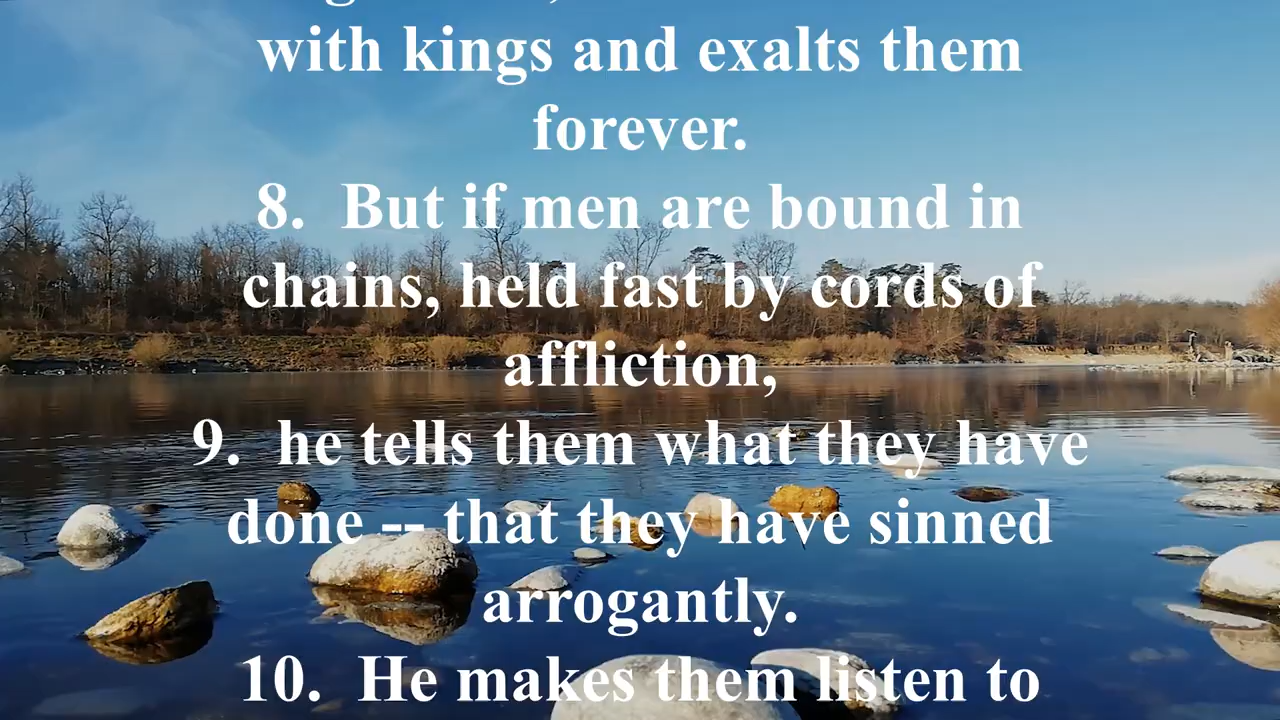 with kings and exalts them
forever.
8. But if men are bound in
chains, held fast by cords of
affliction,
9. he tells them what they have
done -- that they have sinned
arrogantly.
10. He makes them listen to